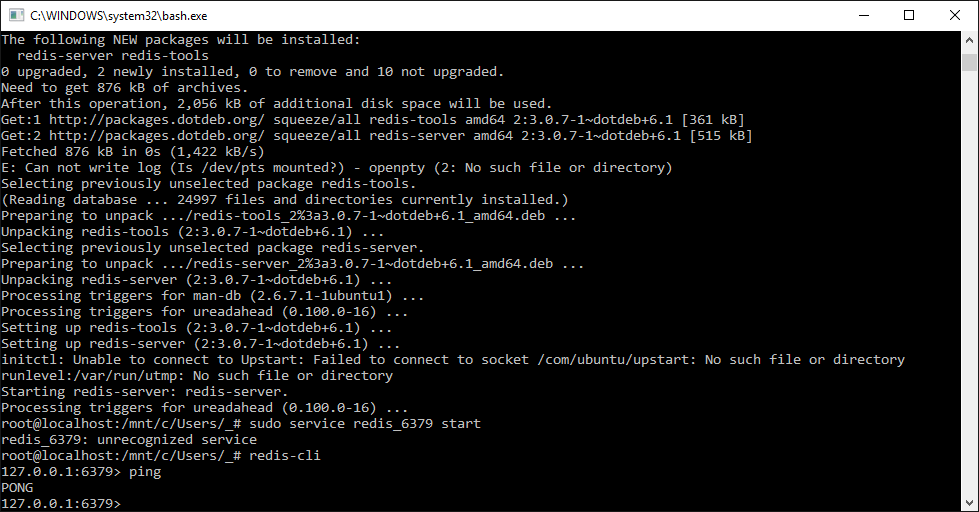 C:\WINDOWS\system32\bash.exe
The following NEW packages will be installed:
  redis-server redis-tools
0 upgraded, 2 newly installed, 0 to remove and 10 not upgraded.
Need to get 876 kB of archives.
After this operation, 2,056 kB of additional disk space will be used.
Get:1 http://packages.dotdeb.org/ squeeze/all redis-tools amd64 2:3.0.7-1~dotdeb+6.1 [361 kB]
Get:2 http://packages.dotdeb.org/ squeeze/all redis-server amd64 2:3.0.7-1~dotdeb+6.1 [515 kB]
Fetched 876 kB in 0s (1,422 kB/s)
E: Can not write log (Is /dev/pts mounted?) - openpty (2: No such file or directory)
Selecting previously unselected package redis-tools.
(Reading database ... 24997 files and directories currently installed.)
Preparing to unpack .../redis-tools_2%3a3.0.7-1~dotdeb+6.1_amd64.deb ...
Unpacking redis-tools (2:3.0.7-1~dotdeb+6.1) ...
Selecting previously unselected package redis-server.
Preparing to unpack .../redis-server_2%3a3.0.7-1~dotdeb+6.1_amd64.deb ...
Unpacking redis-server (2:3.0.7-1~dotdeb+6.1) ...
Processing triggers for man-db (2.6.7.1-1ubuntu1) ...
Processing triggers for ureadahead (0.100.0-16) ...
Setting up redis-tools (2:3.0.7-1~dotdeb+6.1) ...
Setting up redis-server (2:3.0.7-1~dotdeb+6.1) ...
initctl: Unable to connect to Upstart: Failed to connect to socket /com/ubuntu/upstart: No such file or directory
runlevel:/var/run/utmp: No such file or directory
Starting redis-server: redis-server.
Processing triggers for ureadahead (0.100.0-16) ...
root@localhost:/mnt/c/Users/_# sudo service redis_6379 start
redis_6379: unrecognized service
root@localhost:/mnt/c/Users/_# redis-cli
127.0.0.1:6379> ping
PONG
127.0.0.1:6379>